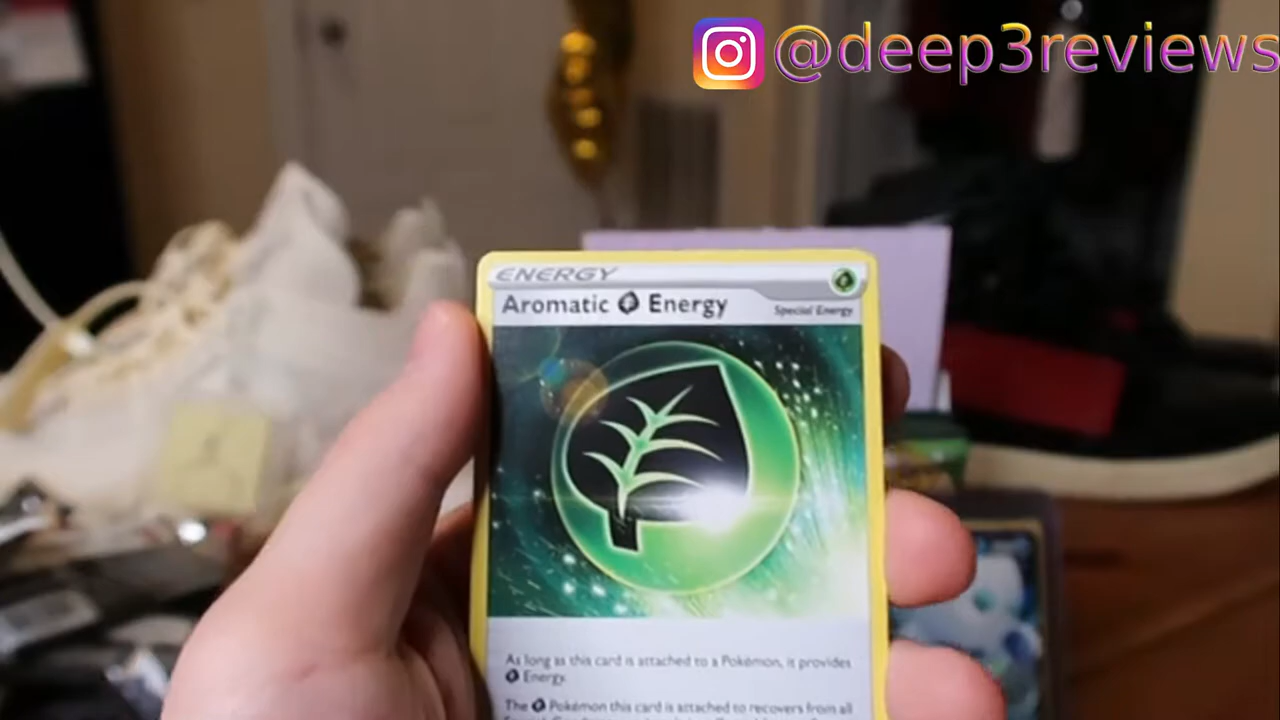 @deep3reviews
ENERGY
Aromatic Energy
Special Energy
As long as this card is attached to a Pokémon, it provides
Energy.
The Pokémon this card is attached to recovers from all